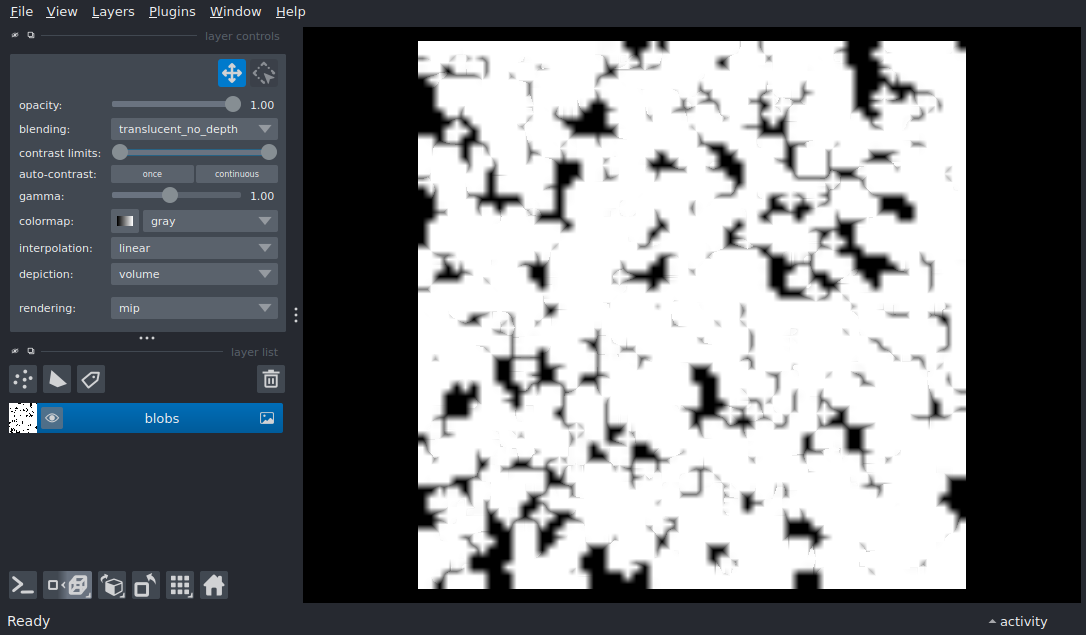 File View Layers Plugins Window Help
layer controls
opacity: 1.00
blending: translucent_no_depth
contrast limits:
auto-contrast: once continuous
gamma: 1.00
colormap: gray
interpolation: linear
depiction: volume
rendering: mip
layer list
blobs
Ready activity